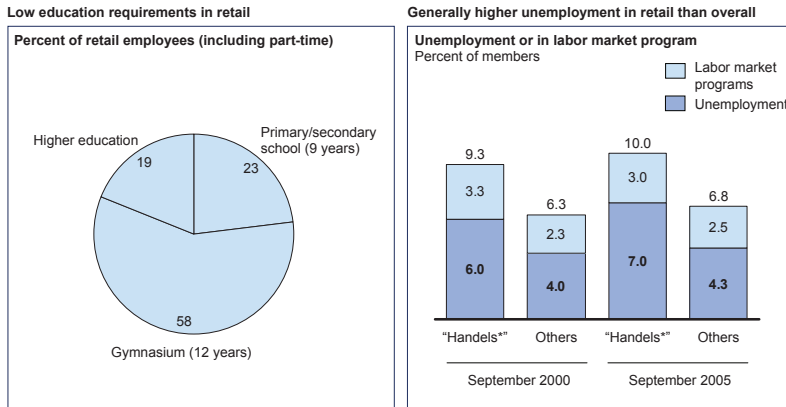 Low education requirements in retail
Percent of retail employees (including part-time)
Higher education
19
Primary/secondary
school (9 years)
23
58
Gymnasium (12 years)
Generally higher unemployment in retail than overall
Unemployment or in labor market program
Percent of members
Labor market
programs
Unemployment
9.3
3.3
6.0
6.3
2.3
4.0
10.0
3.0
7.0
6.8
2.5
4.3
“Handels*”
Others
“Handels*”
Others
September 2000
September 2005